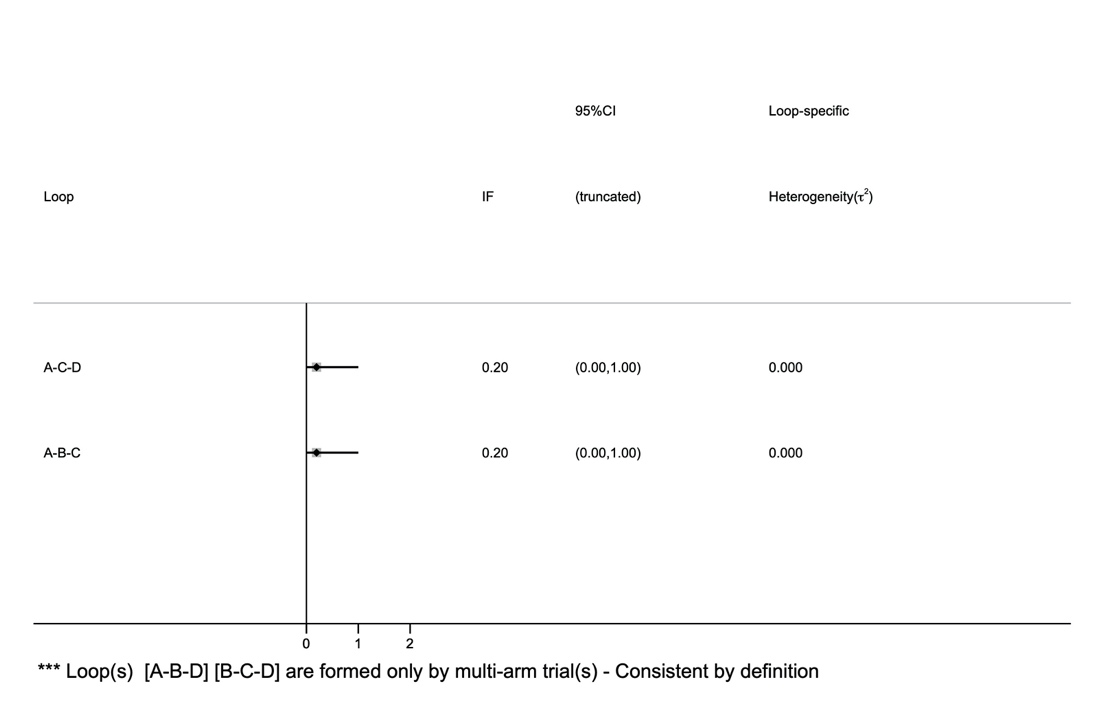 95%CI Loop-specific
Loop IF (truncated) Heterogeneity(τ²)
A-C-D 0.20 (0.00,1.00) 0.000
A-B-C 0.20 (0.00,1.00) 0.000
0 1 2
*** Loop(s) [A-B-D] [B-C-D] are formed only by multi-arm trial(s) - Consistent by definition